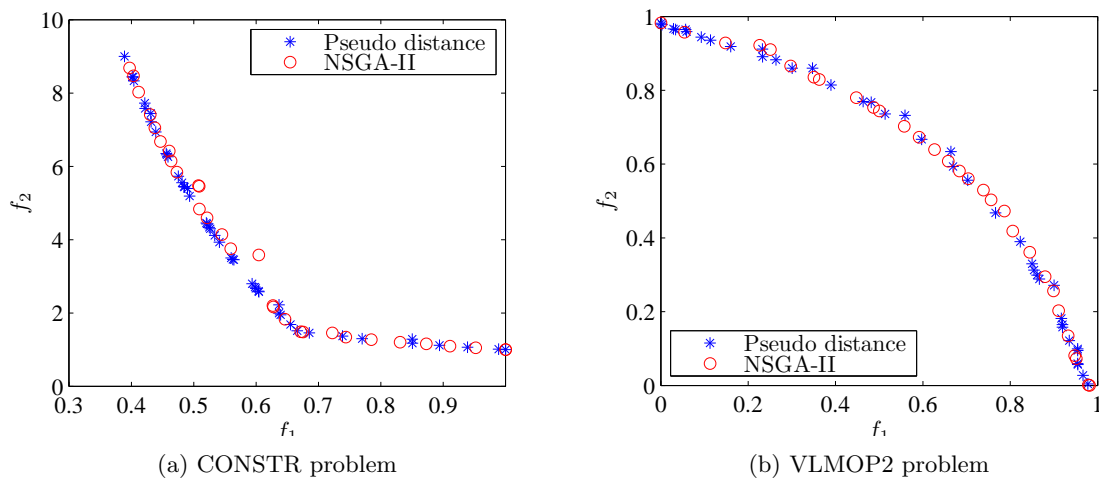 10
8
6
4
2
0
f2
Pseudo distance
NSGA-II
0.3 0.4 0.5 0.6 0.7 0.8 0.9
f1
(a) CONSTR problem
1
0.8
0.6
0.4
0.2
0
f2
Pseudo distance
NSGA-II
0 0.2 0.4 0.6 0.8 1
f1
(b) VLMOP2 problem